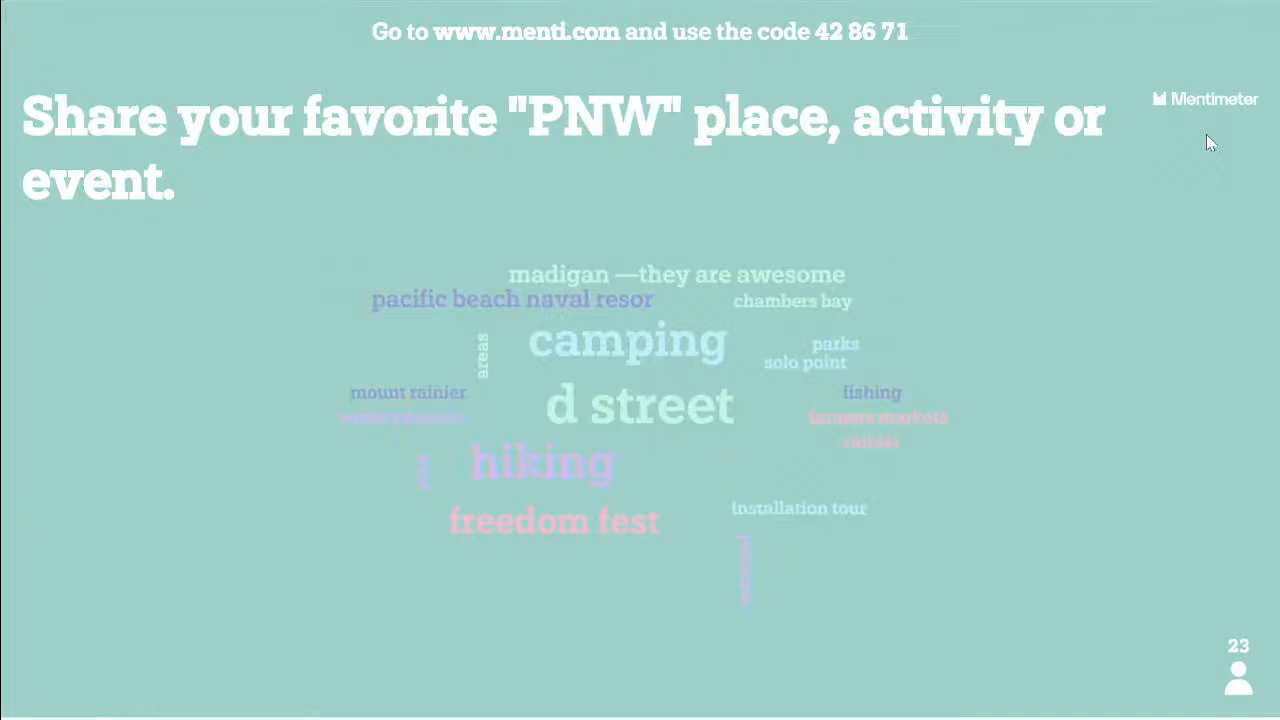 Go to www.menti.com and use the code 42 86 71
Mentimeter
Share your favorite "PNW" place, activity or
event.
madigan —they are awesome
pacific beach naval resor
chambers bay
camping
areas
parks
solo point
d street
mount rainier
fishing
farmers markets
rainier
hiking
freedom fest
installation tour
23